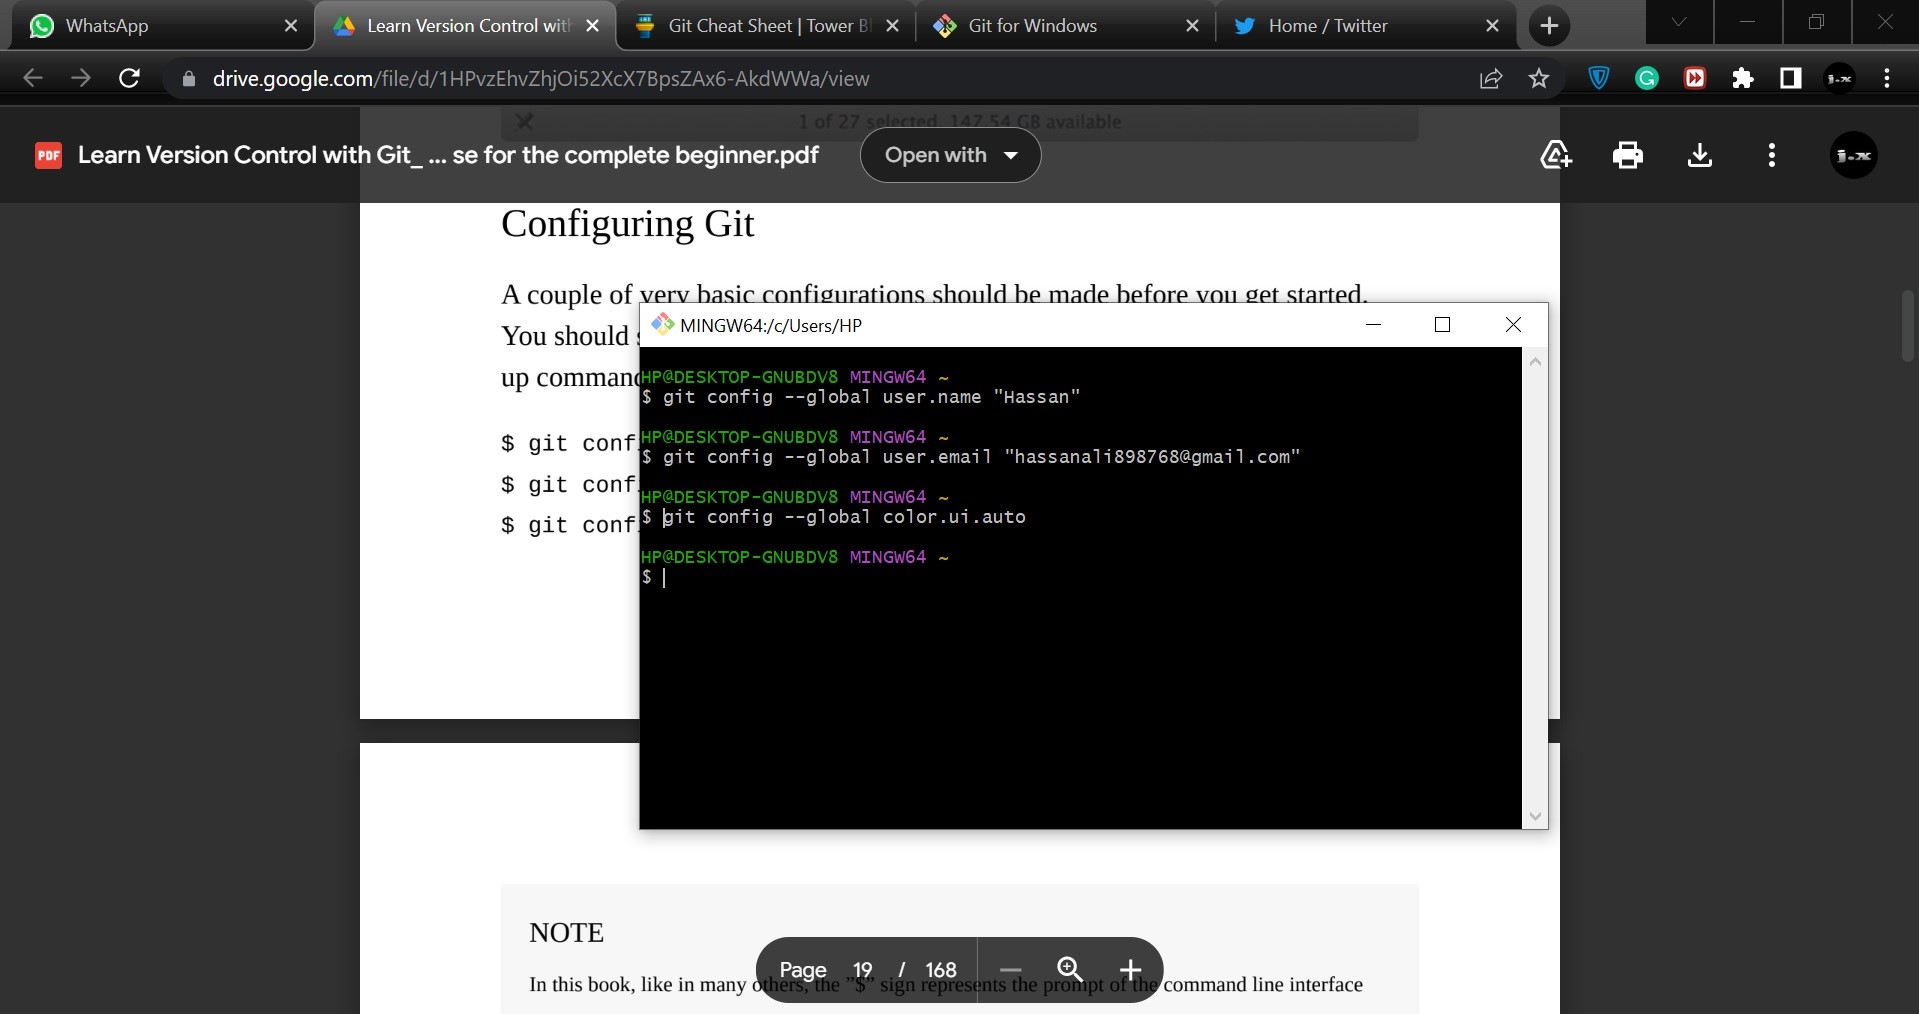 WhatsApp
Learn Version Control with
Git Cheat Sheet | Tower Bl
Git for Windows
Home / Twitter
drive.google.com/file/d/1HPvzEhvZhjOi52XcX7BpsZAx6-AkdWWa/view
1 of 27 selected, 147.54 GB available
PDF Learn Version Control with Git_ ... se for the complete beginner.pdf
Open with
j.x
Configuring Git
A couple of very basic configurations should be made before you get started.
You should
up command
$ git conf
$ git conf
$ git conf
MINGW64:/c/Users/HP
HP@DESKTOP-GNUBDV8 MINGW64 ~
$ git config --global user.name "Hassan"
HP@DESKTOP-GNUBDV8 MINGW64 ~
$ git config --global user.email "hassanali898768@gmail.com"
HP@DESKTOP-GNUBDV8 MINGW64 ~
$ git config --global color.ui.auto
HP@DESKTOP-GNUBDV8 MINGW64 ~
$
NOTE
Page 19 / 168
In this book, like in many others, the ”$” sign represents the prompt of the command line interface